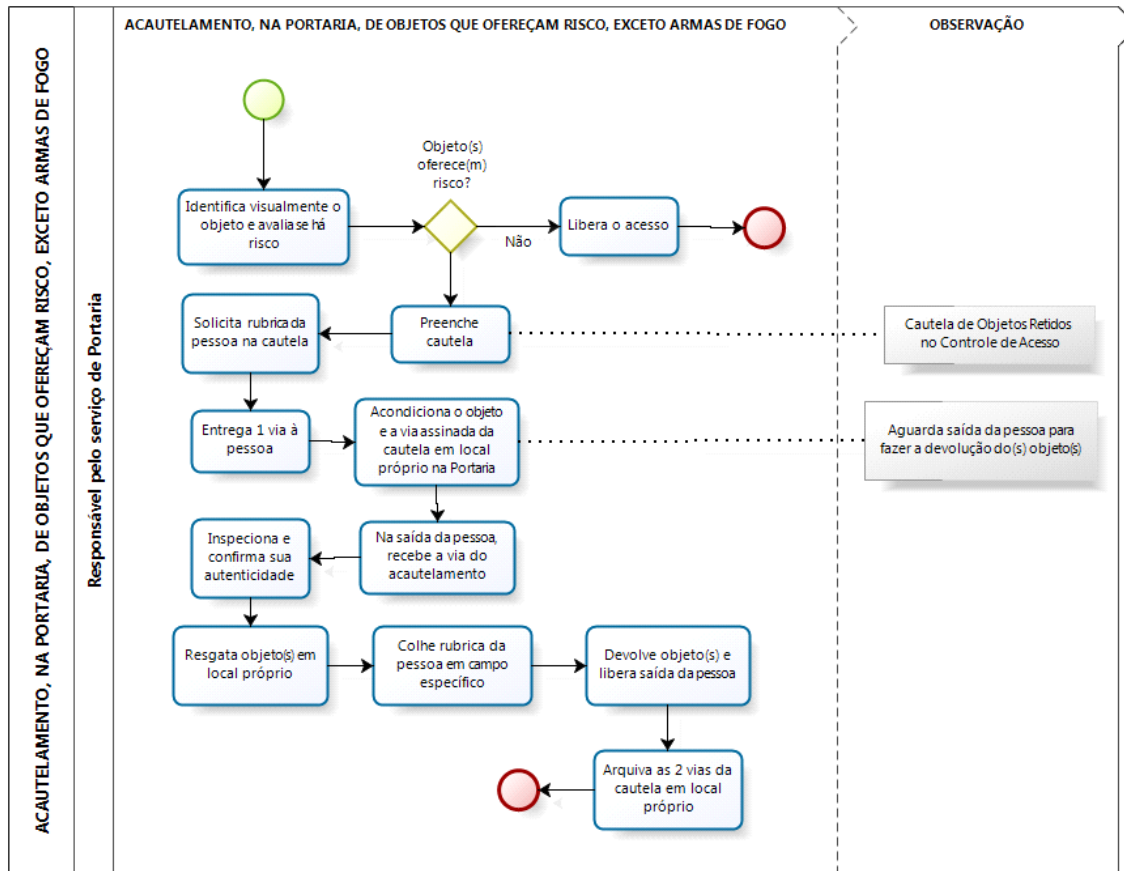 ACAUTELAMENTO, NA PORTARIA, DE OBJETOS QUE OFEREÇAM RISCO, EXCETO ARMAS DE FOGO
Responsável pelo serviço de Portaria
ACAUTELAMENTO, NA PORTARIA, DE OBJETOS QUE OFEREÇAM RISCO, EXCETO ARMAS DE FOGO
OBSERVAÇÃO
Identifica visualmente o
objeto e avalia se há
risco
Objeto(s)
oferece(m)
risco?
Não
Libera o acesso
Preenche
cautela
Cautela de Objetos Retidos
no Controle de Acesso
Solicita rubrica da
pessoa na cautela
Entrega 1 via à
pessoa
Acondiciona o objeto
e a via assinada da
cautela em local
próprio na Portaria
Aguarda saída da pessoa para
fazer a devolução do(s) objeto(s)
Na saída da pessoa,
recebe a via do
acautelamento
Inspeciona e
confirma sua
autenticidade
Resgata objeto(s) em
local próprio
Colhe rubrica da
pessoa em campo
específico
Devolve objeto(s) e
libera saída da pessoa
Arquiva as 2 vias da
cautela em local
próprio